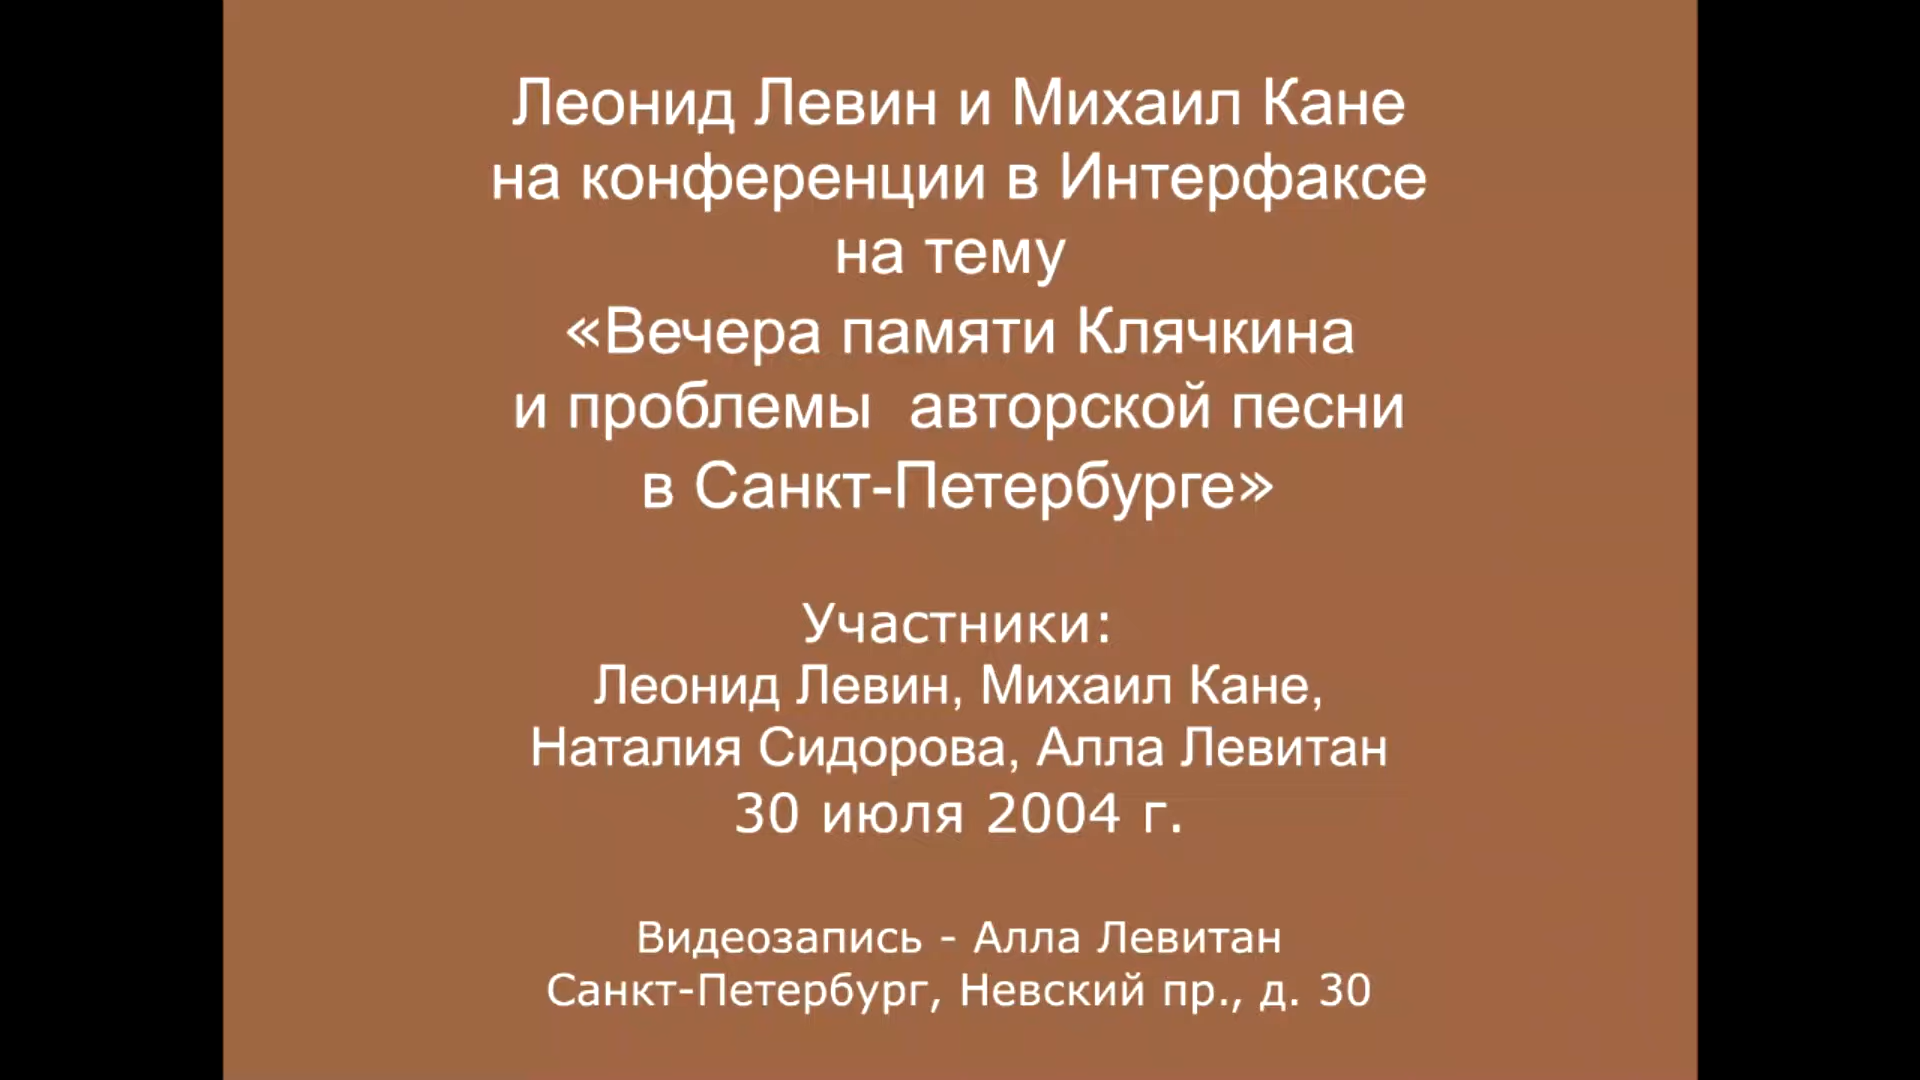 Леонид Левин и Михаил Кане
на конференции в Интерфаксе
на тему
«Вечера памяти Клячкина
и проблемы авторской песни
в Санкт-Петербурге»
Участники:
Леонид Левин, Михаил Кане,
Наталия Сидорова, Алла Левитан
30 июля 2004 г.
Видеозапись - Алла Левитан
Санкт-Петербург, Невский пр., д. 30